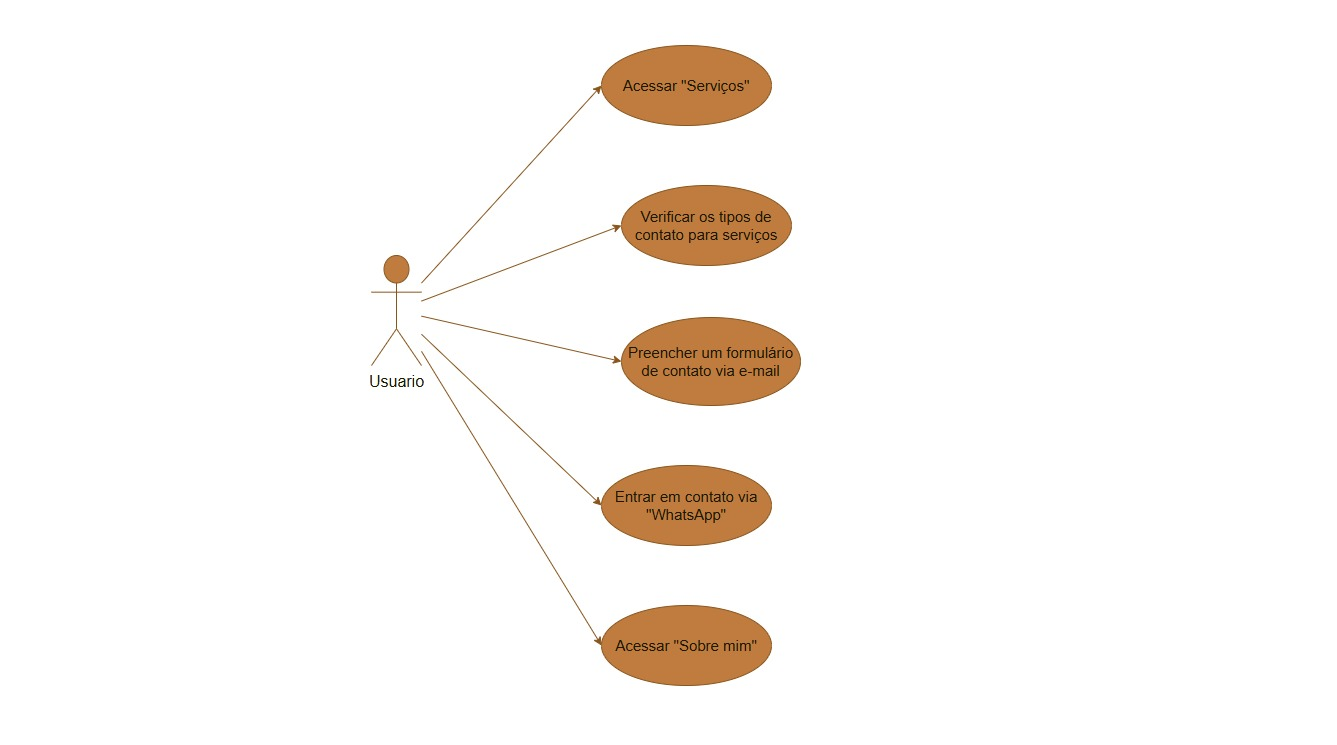 Acessar "Serviços"
Verificar os tipos de
contato para serviços
Preencher um formulário
de contato via e-mail
Usuario
Entrar em contato via
"WhatsApp"
Acessar "Sobre mim"